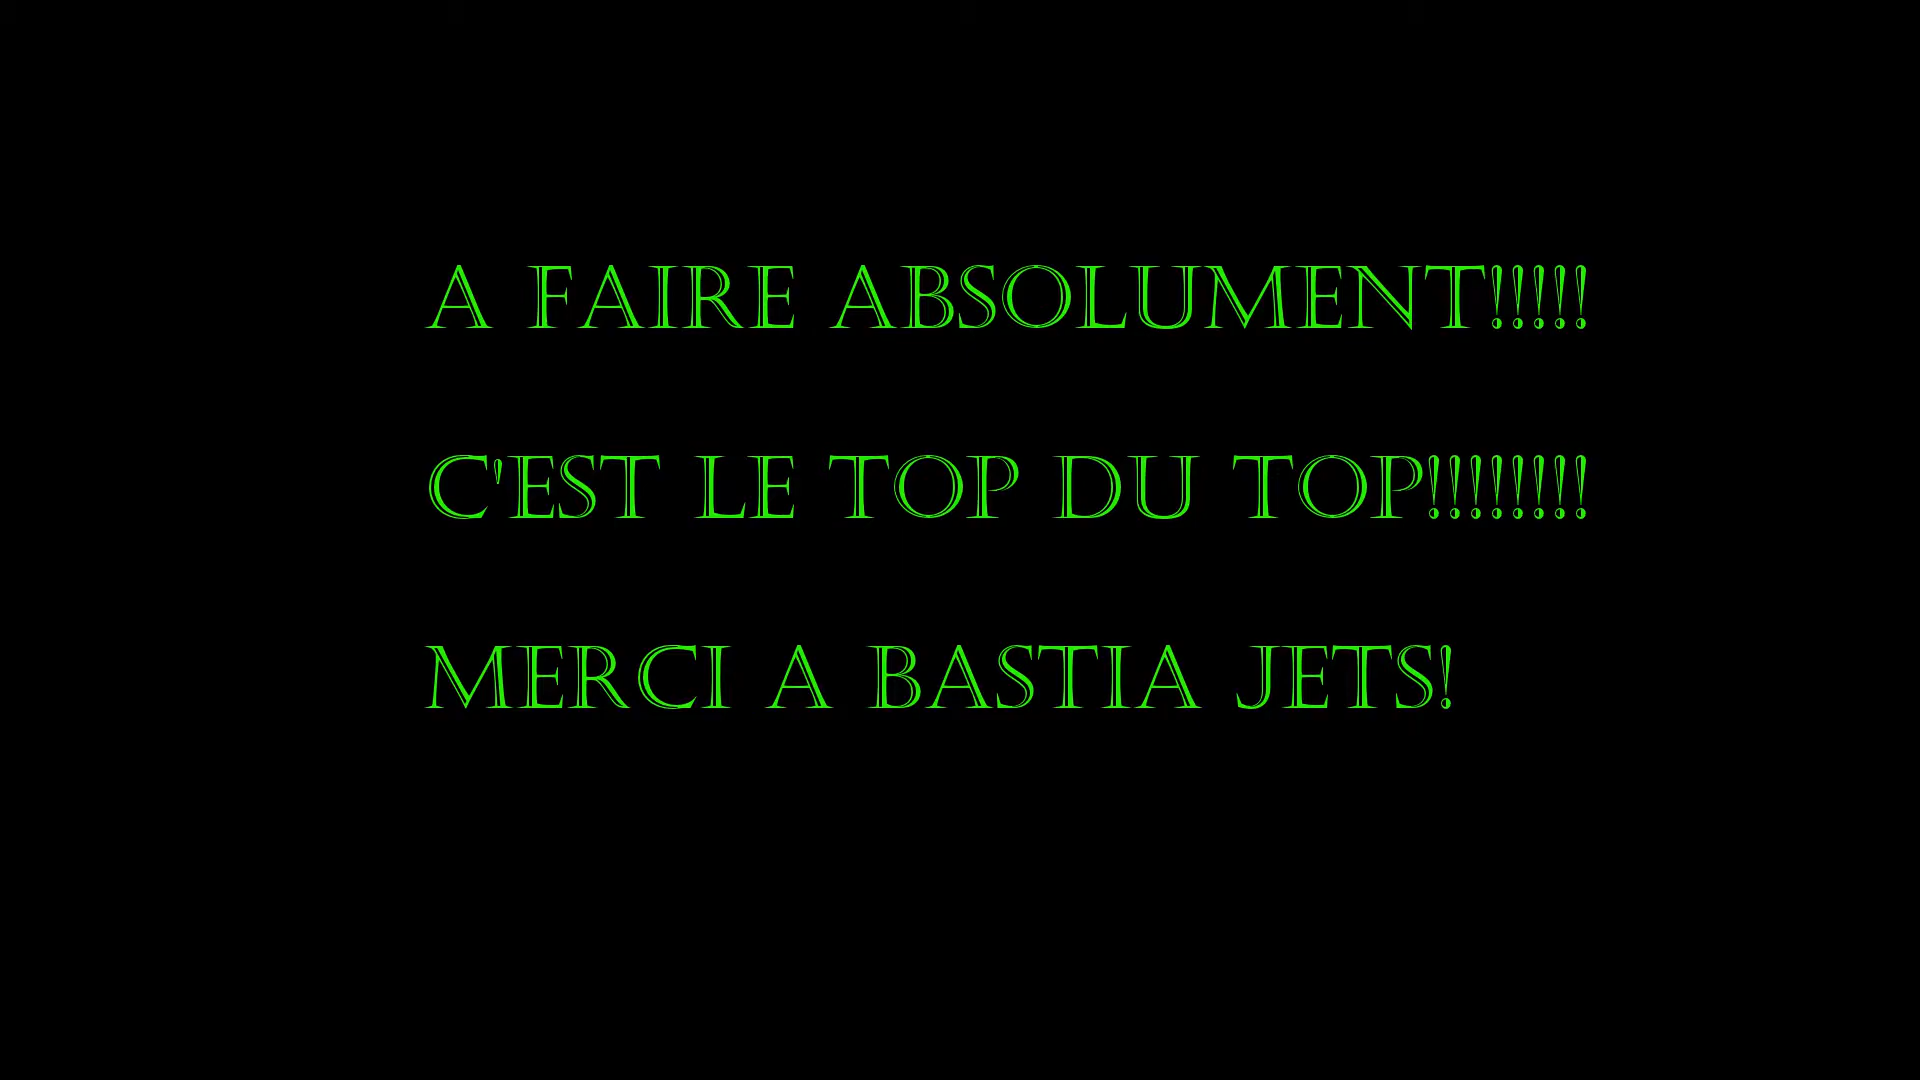 A FAIRE ABSOLUMENT!!!!!
C'EST LE TOP DU TOP!!!!!!!!
MERCI A BASTIA JETS!